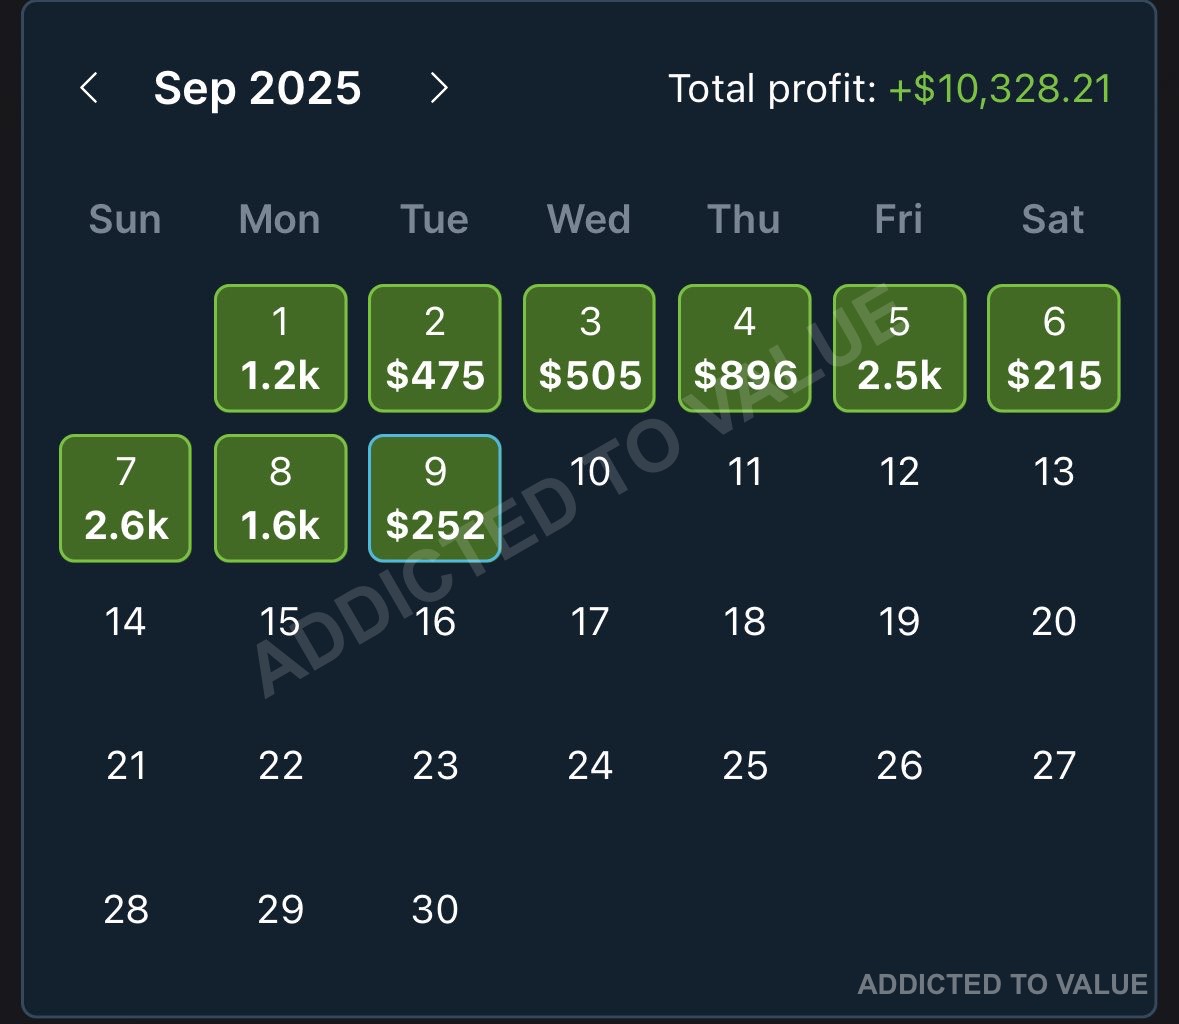 Sep 2025
Total profit: +$10,328.21
Sun Mon Tue Wed Thu Fri Sat
1 2 3 4 5 6
1.2k $475 $505 $896 2.5k $215
7 8 9 10 11 12 13
2.6k 1.6k $252
14 15 16 17 18 19 20
21 22 23 24 25 26 27
28 29 30
ADDICTED TO VALUE
ADDICTED TO VALUE